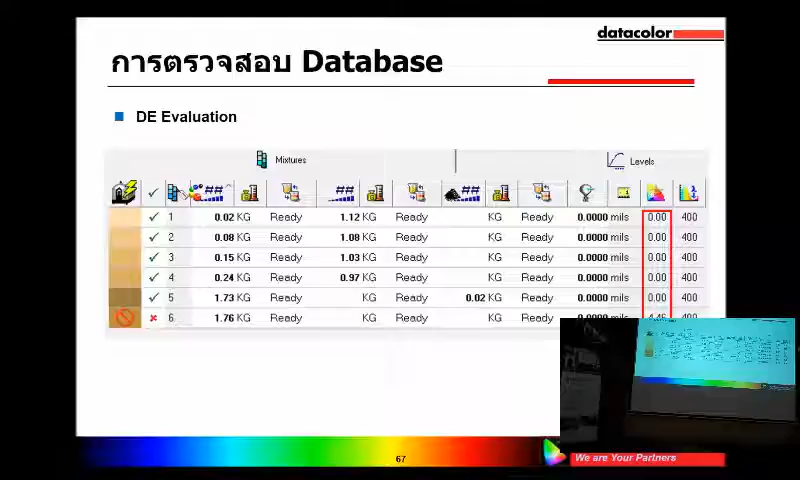 datacolor
การตรวจสอบ Database
DE Evaluation
Mixtures Levels
## ## ##
1 0.02 KG Ready 1.12 KG Ready KG Ready 0.0000 mils 0.00 400
2 0.08 KG Ready 1.08 KG Ready KG Ready 0.0000 mils 0.00 400
3 0.15 KG Ready 1.03 KG Ready KG Ready 0.0000 mils 0.00 400
4 0.24 KG Ready 0.97 KG Ready KG Ready 0.0000 mils 0.00 400
5 1.73 KG Ready KG Ready 0.02 KG Ready 0.0000 mils 0.00 400
6 1.76 KG Ready KG Ready KG Ready 0.0000 mils 4.46 400
67
We are Your Partners